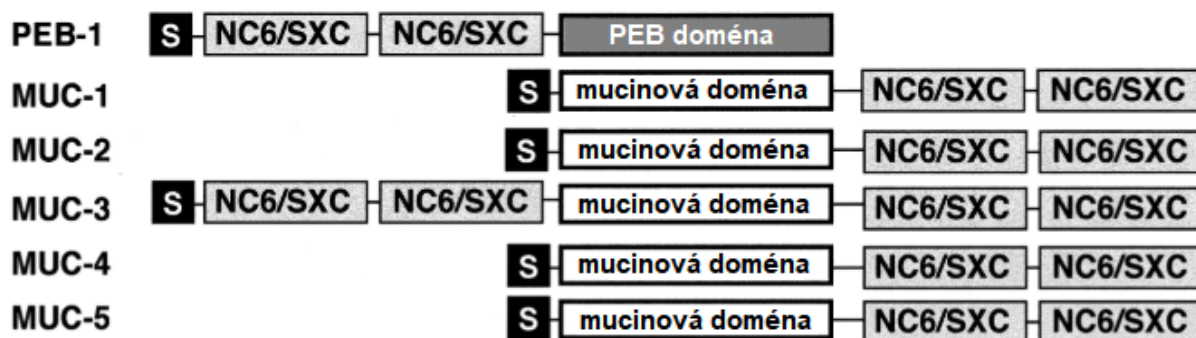 PEB-1 S NC6/SXC NC6/SXC PEB doména
MUC-1 S mucinová doména NC6/SXC NC6/SXC
MUC-2 S mucinová doména NC6/SXC NC6/SXC
MUC-3 S NC6/SXC NC6/SXC mucinová doména NC6/SXC NC6/SXC
MUC-4 S mucinová doména NC6/SXC NC6/SXC
MUC-5 S mucinová doména NC6/SXC NC6/SXC